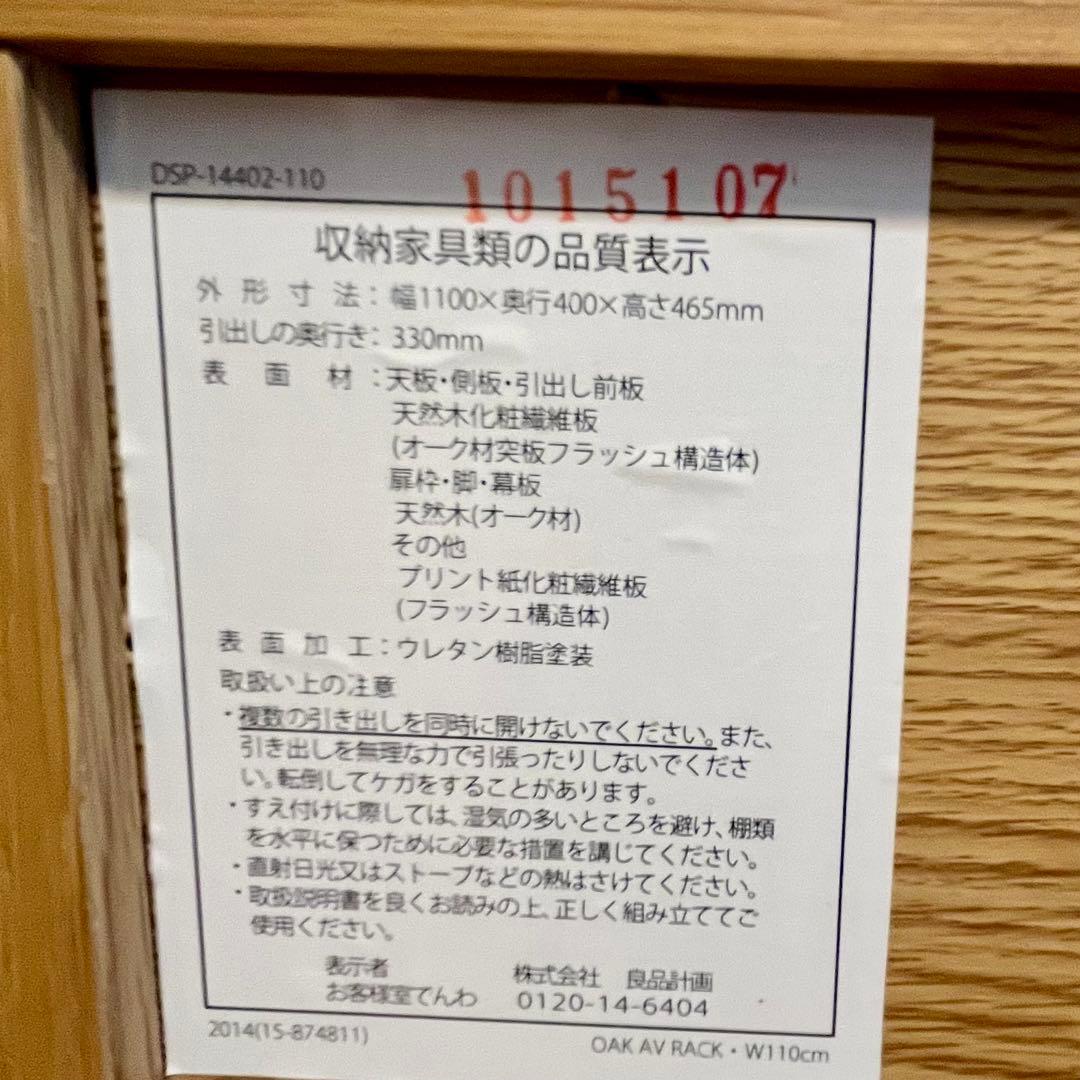 DSP-14402-110
1015107
収納家具類の品質表示
外形寸法：幅1100×奥行400×高さ465mm
引出しの奥行き：330mm
表面材：天板・側板・引出し前板
天然木化粧繊維板
(オーク材突板フラッシュ構造体)
扉枠・脚・幕板
天然木(オーク材)
その他
プリント紙化粧繊維板
(フラッシュ構造体)
表面加工：ウレタン樹脂塗装
取扱い上の注意
・複数の引き出しを同時に開けないでください。また、
引き出しを無理な力で引張ったりしないでくださ
い。転倒してケガをすることがあります。
・すえ付けに際しては、湿気の多いところを避け、棚類
を水平に保つために必要な措置を講じてください。
・直射日光又はストーブなどの熱はさけてください。
・取扱説明書を良くお読みの上、正しく組み立ててご
使用ください。
表示者 株式会社 良品計画
お客様室でんわ 0120-14-6404
2014(15-874811)
OAK AV RACK・W110cm